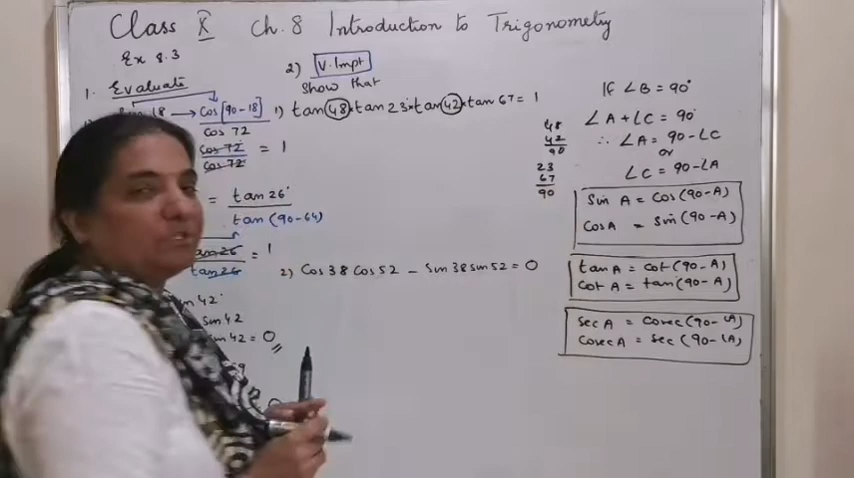 Class X Ch. 8 Introduction to Trigonometry
Ex 8.3
1. Evaluate
18 → Cos [90-18]
cos 72
cos 72 = 1
cos 72
= tan 26°
tan (90-64)
tan 26 = 1
tan 26
42°
sin 42
sin 42 = 0
2) V. Impt
Show that
1) tan 48 × tan 23 × tan 42 × tan 67 = 1
48
42
90
23
67
90
2) Cos 38 Cos 52 - Sin 38 sin 52 = 0
If ∠B = 90°
∠A + ∠C = 90°
∴ ∠A = 90-∠C
or
∠C = 90-∠A
Sin A = Cos (90-A)
Cos A = Sin (90-A)
tan A = Cot (90-A)
Cot A = tan (90-A)
Sec A = Cosec (90-∠A)
Cosec A = Sec (90-∠A)